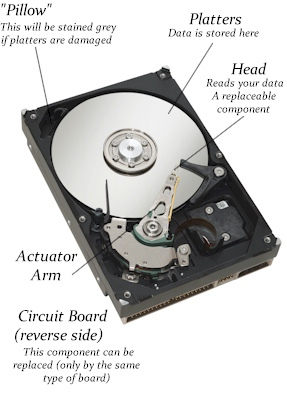 "Pillow"
This will be stained grey
if platters are damaged
Platters
Data is stored here
Head
Reads your data
A replaceable
component
Actuator
Arm
Circuit Board
(reverse side)
This component can be
replaced (only by the same
type of board)